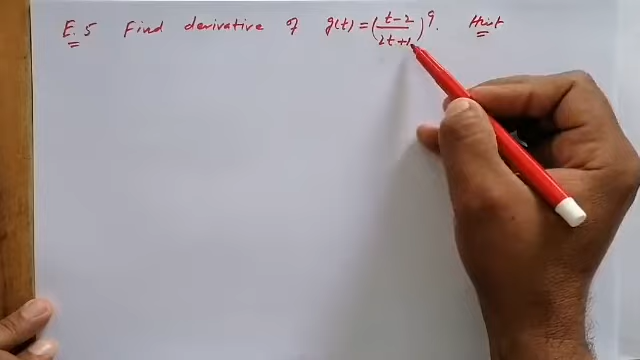 E.5 Find derivative of g(t) = ((t-2)/(2t+1))^9. Hint